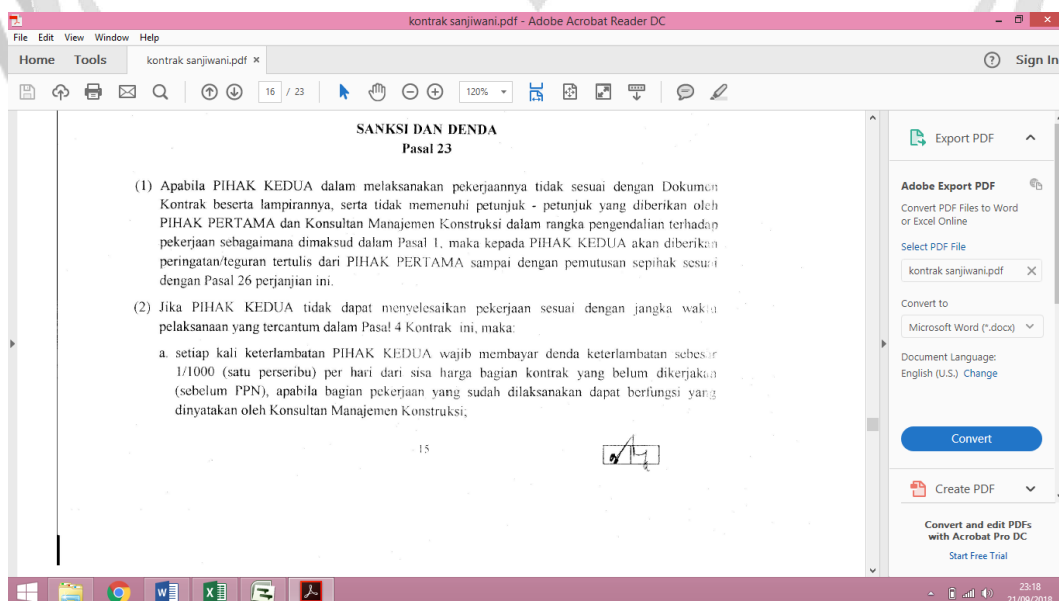 kontrak sanjiwani.pdf - Adobe Acrobat Reader DC
File Edit View Window Help
Home Tools kontrak sanjiwani.pdf × Sign In
16 / 23 120%
SANKSI DAN DENDA
Pasal 23
(1) Apabila PIHAK KEDUA dalam melaksanakan pekerjaannya tidak sesuai dengan Dokumen
Kontrak beserta lampirannya, serta tidak memenuhi petunjuk - petunjuk yang diberikan oleh
PIHAK PERTAMA dan Konsultan Manajemen Konstruksi dalam rangka pengendalian terhadap
pekerjaan sebagaimana dimaksud dalam Pasal 1, maka kepada PIHAK KEDUA akan diberikan
peringatan/teguran tertulis dari PIHAK PERTAMA sampai dengan pemutusan sepihak sesuai
dengan Pasal 26 perjanjian ini.
(2) Jika PIHAK KEDUA tidak dapat menyelesaikan pekerjaan sesuai dengan jangka waktu
pelaksanaan yang tercantum dalam Pasal 4 Kontrak ini, maka:
a. setiap kali keterlambatan PIHAK KEDUA wajib membayar denda keterlambatan sebesar
1/1000 (satu perseribu) per hari dari sisa harga bagian kontrak yang belum dikerjakan
(sebelum PPN), apabila bagian pekerjaan yang sudah dilaksanakan dapat berfungsi yang
dinyatakan oleh Konsultan Manajemen Konstruksi;
15
Export PDF
Adobe Export PDF
Convert PDF Files to Word
or Excel Online
Select PDF File
kontrak sanjiwani.pdf ×
Convert to
Microsoft Word (*.docx)
Document Language:
English (U.S.) Change
Convert
Create PDF
Convert and edit PDFs
with Acrobat Pro DC
Start Free Trial
23:18
21/09/2018